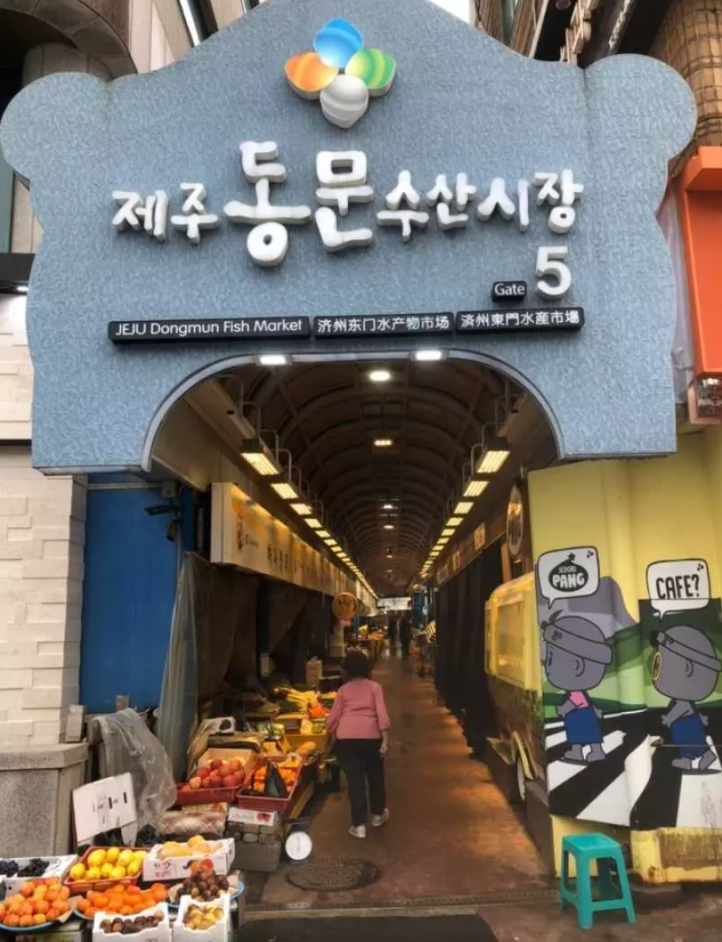 제주동문수산시장
Gate 5
JEJU Dongmun Fish Market 济州东门水产物市场 済州東門水産市場
PANG
CAFE?